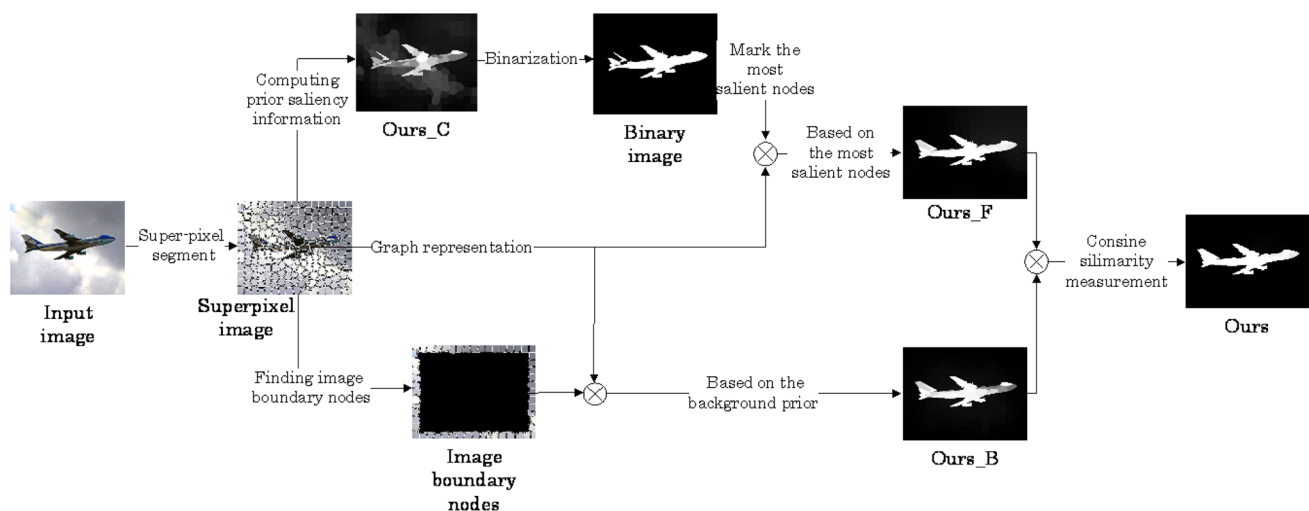 Computing
prior saliency
information
Ours_C
Binarization
Binary
image
Mark the
most
salient nodes
Based on
the most
salient nodes
Ours_F
Input
image
Super-pixel
segment
Superpixel
image
Graph representation
Consine
silimarity
measurement
Ours
Finding image
boundary nodes
Image
boundary
nodes
Based on the
background prior
Ours_B